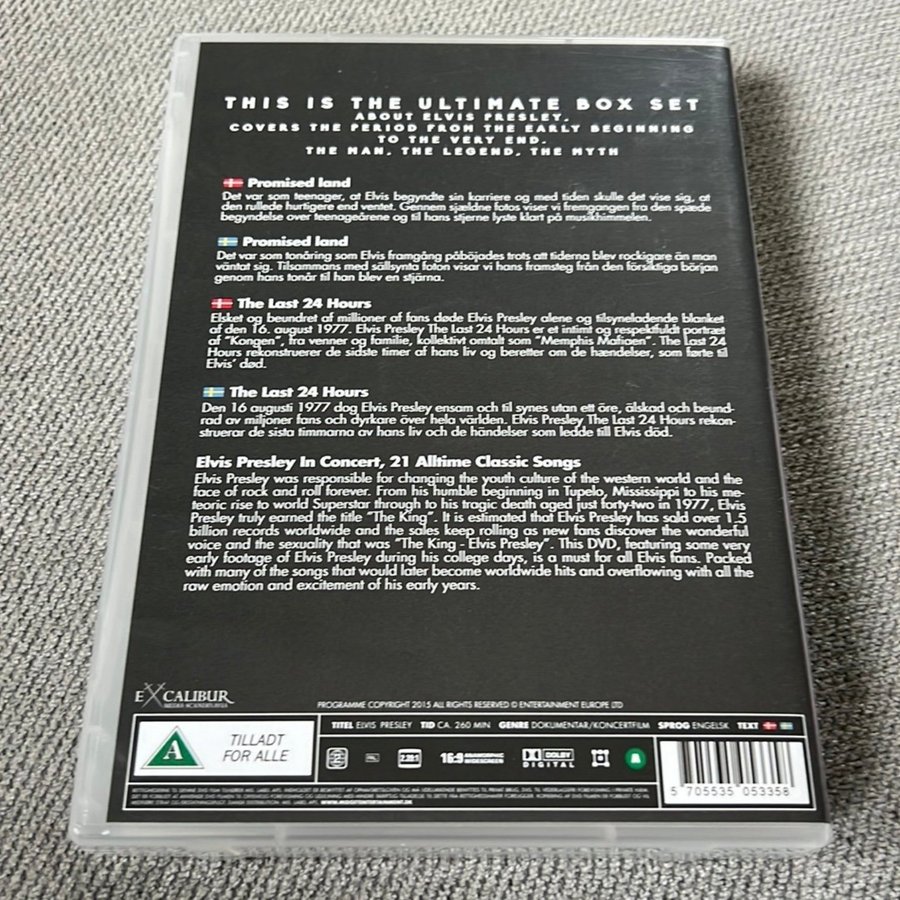 THIS IS THE ULTIMATE BOX SET
ABOUT ELVIS PRESLEY.
COVERS THE PERIOD FROM THE EARLY BEGINNING
TO THE VERY END.
THE MAN, THE LEGEND, THE MYTH
Promised land
Det var som teenager, at Elvis begyndte sin karriere og med tiden skulle det vise sig, at
den rullede hurtigere end ventet. Gennem sjældne fotos viser vi fremgangen fra den spæde
begyndelse over teenageårene og til hans stjerne lyste klart på musikhimmelen.
Promised land
Det var som tonåring som Elvis framgång påböjades trots att tiderna blev rockigare än man
väntat sig. Tilsammans med sällsynta foton visar vi hans framsteg från den försiktiga början
genom hans tonår til han blev en stjärna.
The Last 24 Hours
Elsket og beundret af millioner af fans døde Elvis Presley alene og tilsyneladende blanket
af den 16. august 1977. Elvis Presley The Last 24 Hours er et intimt og respektfuldt portræt
af "Kongen", fra venner og familie, kollektivt omtalt som "Memphis Mafiaen". The Last 24
Hours rekonstruerer de sidste timer af hans liv og beretter om de hændelser, som førte til
Elvis' død.
The Last 24 Hours
Den 16 augusti 1977 dog Elvis Presley ensam och til synes utan ett öre, älskad och beund-
rad av miljoner fans och dyrkare över hela världen. Elvis Presley The Last 24 Hours rekon-
struerar de sista timmarna av hans liv och de händelser som ledde till Elvis död.
Elvis Presley In Concert, 21 Alltime Classic Songs
Elvis Presley was responsible for changing the youth culture of the western world and the
face of rock and roll forever. From his humble beginning in Tupelo, Mississippi to his me-
teoric rise to world Superstar through to his tragic death aged just forty-two in 1977, Elvis
Presley truly earned the title "The King". It is estimated that Elvis Presley has sold over 1.5
billion records worldwide and the sales keep rolling as new fans discover the wonderful
voice and the sexuality that was "The King - Elvis Presley". This DVD, featuring some very
early footage of Elvis Presley during his college days, is a must for all Elvis fans. Packed
with many of the songs that would later become worldwide hits and overflowing with all the
raw emotion and excitement of his early years.
EXCALIBUR
MEDIA SCANDINAVIA
PROGRAMME COPYRIGHT 2015 ALL RIGHTS RESERVED © ENTERTAINMENT EUROPE LTD
A
TILLADT
FOR ALLE
TITEL ELVIS PRESLEY TID CA. 260 MIN GENRE DOKUMENTAR/KONCERTFILM SPROG ENGELSK TEXT
2
PAL
16:9 ANAMORPHIC
WIDESCREEN
DOLBY
DIGITAL
A
5 705535 053358